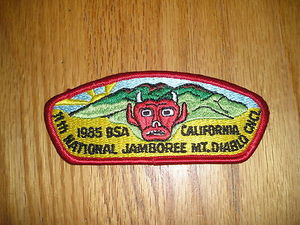 1985 BSA CALIFORNIA
11th NATIONAL JAMBOREE MT. DIABLO CNCL